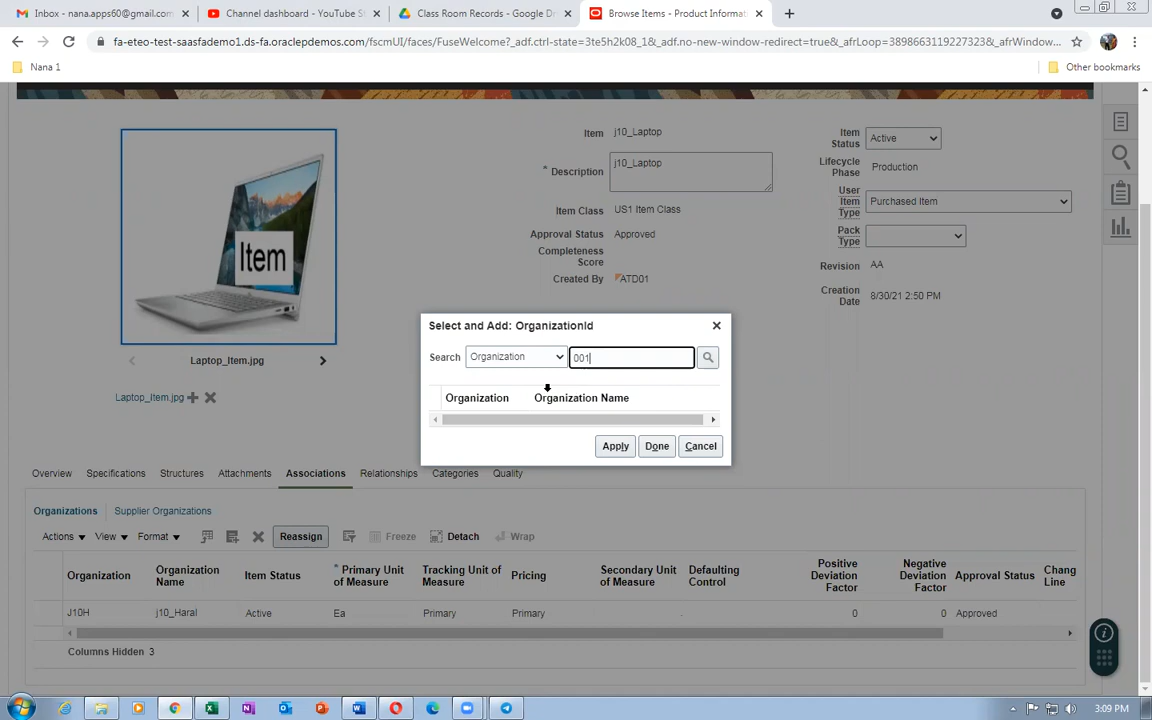 Inbox - nana.apps60@gmail.com
Channel dashboard - YouTube S
Class Room Records - Google Dr
Browse Items - Product Informat
fa-eteo-test-saasfademo1.ds-fa.oraclepdemos.com/fscmUI/faces/FuseWelcome?_adf.ctrl-state=3te5h2k08_1&_adf.no-new-window-redirect=true&_afrLoop=3898663119227323&_afrWindow...
Nana 1
Other bookmarks
Item
j10_Laptop
* Description
j10_Laptop
Item Class
US1 Item Class
Approval Status
Approved
Completeness
Score
Created By
ATD01
Item
Status
Active
Lifecycle
Phase
Production
User
Item
Type
Purchased Item
Pack
Type
Revision
AA
Creation
Date
8/30/21 2:50 PM
Item
Laptop_Item.jpg
Laptop_Item.jpg
Select and Add: OrganizationId
Search
Organization
001
Organization
Organization Name
Apply
Done
Cancel
Overview
Specifications
Structures
Attachments
Associations
Relationships
Categories
Quality
Organizations
Supplier Organizations
Actions
View
Format
Reassign
Freeze
Detach
Wrap
Organization
Organization
Name
Item Status
* Primary Unit
of Measure
Tracking Unit of
Measure
Pricing
Secondary Unit
of Measure
Defaulting
Control
Positive
Deviation
Factor
Negative
Deviation
Factor
Approval Status
Chang
Line
J10H
j10_Haral
Active
Ea
Primary
Primary
0
0
Approved
Columns Hidden 3
3:09 PM